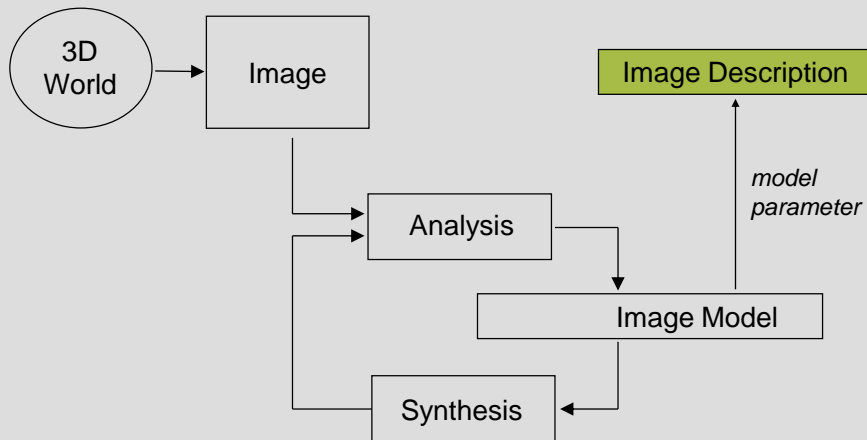 3D
World
Image
Image Description
model
parameter
Analysis
Image Model
Synthesis